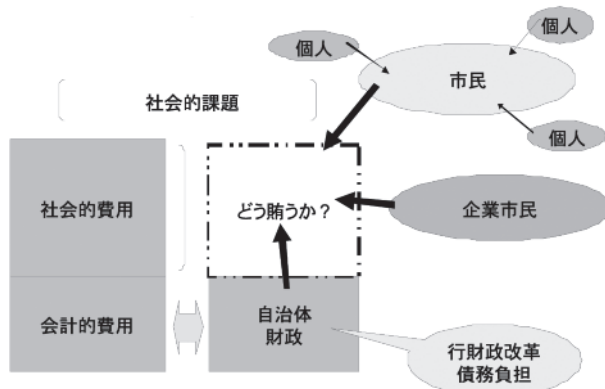 個人
個人
市民
個人
社会的課題
社会的費用
どう賄うか？
企業市民
会計的費用
自治体
財政
行財政改革
債務負担